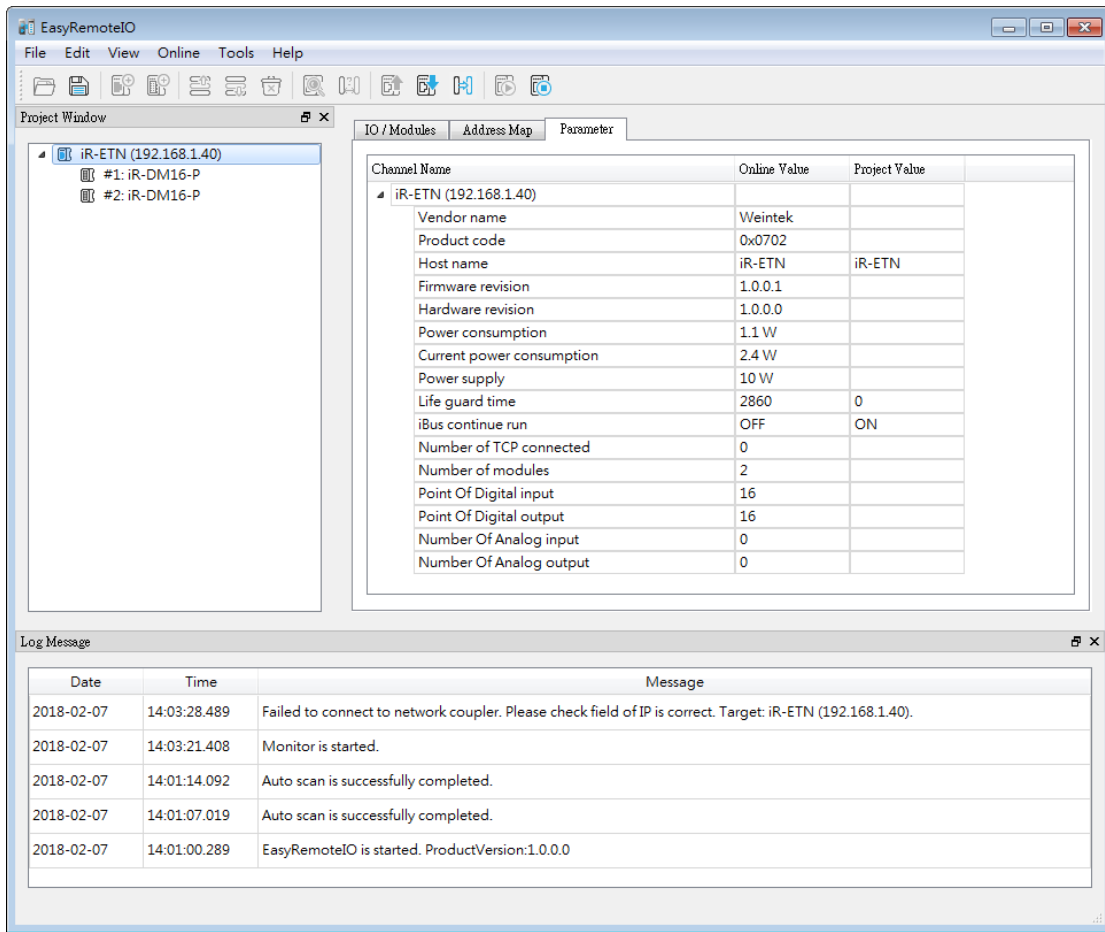 EasyRemoteIO
File Edit View Online Tools Help
Project Window
iR-ETN (192.168.1.40)
#1: iR-DM16-P
#2: iR-DM16-P
IO / Modules Address Map Parameter
Channel Name Online Value Project Value
iR-ETN (192.168.1.40)
Vendor name Weintek
Product code 0x0702
Host name iR-ETN iR-ETN
Firmware revision 1.0.0.1
Hardware revision 1.0.0.0
Power consumption 1.1 W
Current power consumption 2.4 W
Power supply 10 W
Life guard time 2860 0
iBus continue run OFF ON
Number of TCP connected 0
Number of modules 2
Point Of Digital input 16
Point Of Digital output 16
Number Of Analog input 0
Number Of Analog output 0
Log Message
Date Time Message
2018-02-07 14:03:28.489 Failed to connect to network coupler. Please check field of IP is correct. Target: iR-ETN (192.168.1.40).
2018-02-07 14:03:21.408 Monitor is started.
2018-02-07 14:01:14.092 Auto scan is successfully completed.
2018-02-07 14:01:07.019 Auto scan is successfully completed.
2018-02-07 14:01:00.289 EasyRemoteIO is started. ProductVersion:1.0.0.0